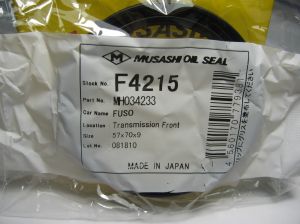 MUSASHI OIL SEAL
Stock No. F4215
Part No. MH034233
Car Name FUSO
Location Transmission Front
Size 57x70x9
Lot No. 081810
MADE IN JAPAN